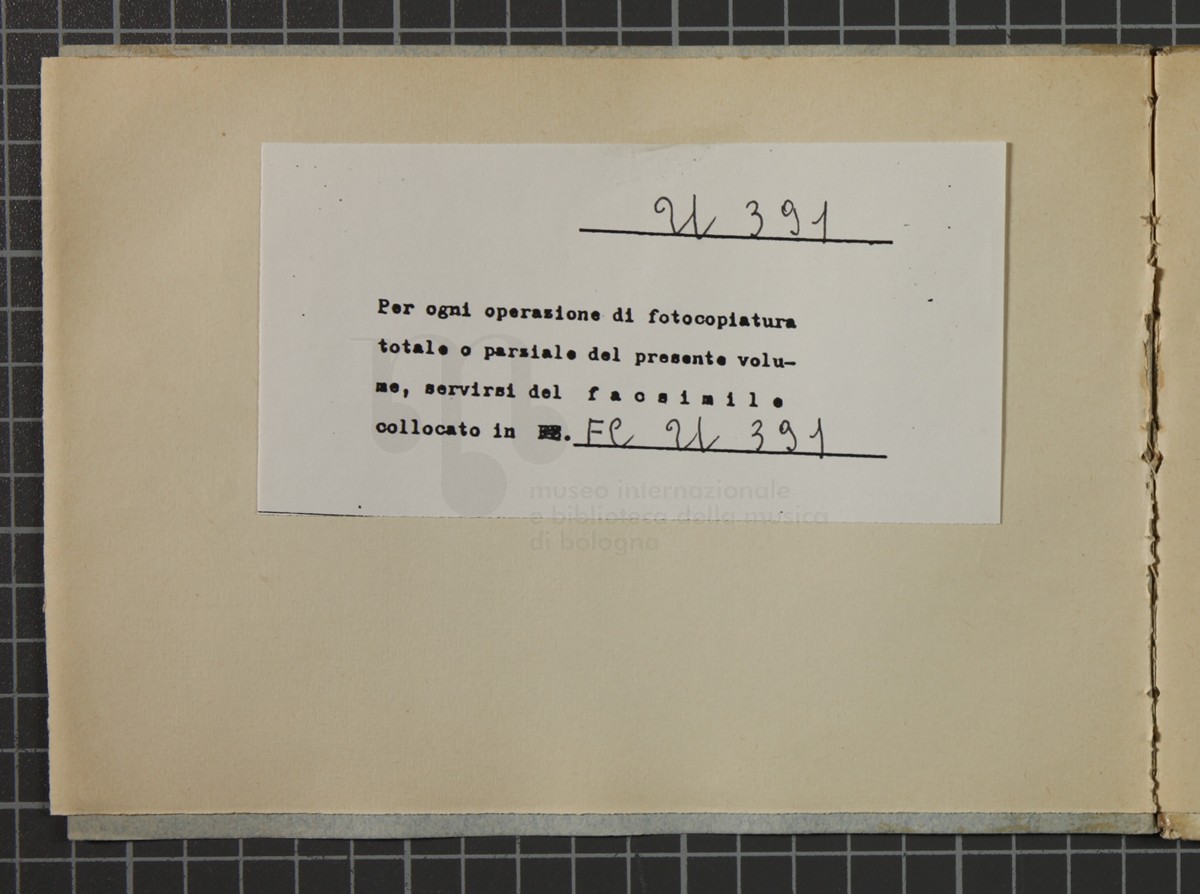 U 391
Per ogni operazione di fotocopiatura
totale o parziale del presente volu-
me, servirsi del f a c s i m i l e
collocato in . FC U 391
museo internazionale
e biblioteca della musica
di bologna